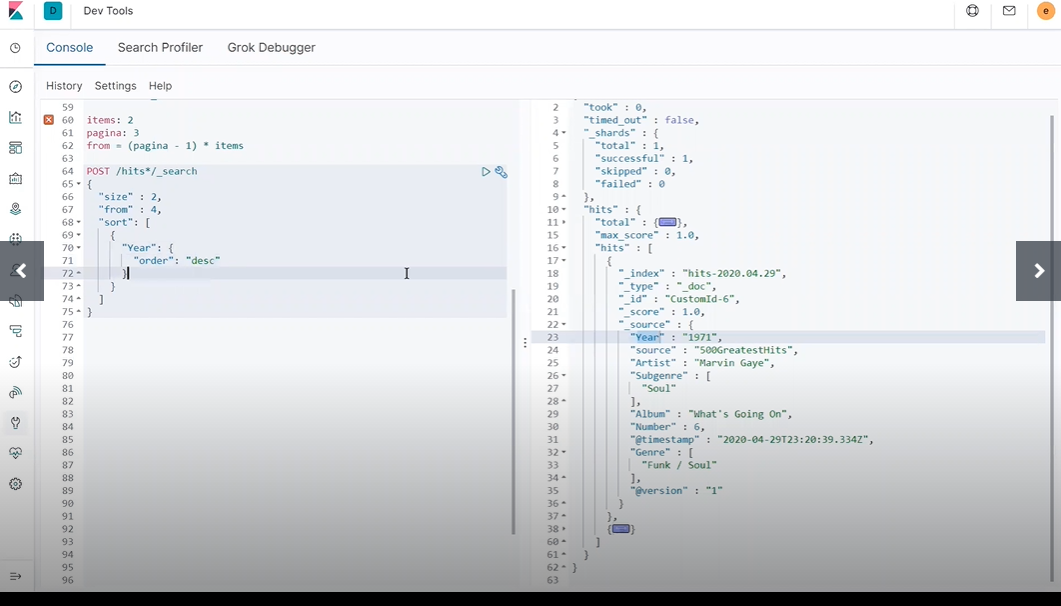 D Dev Tools e
Console Search Profiler Grok Debugger
History Settings Help
59
60 items: 2
61 pagina: 3
62 from = (pagina - 1) * items
63
64 POST /hits*/_search
65 {
66 "size" : 2,
67 "from" : 4,
68 "sort": [
69 {
70 "Year": {
71 "order": "desc"
72 }
73 }
74 ]
75 }
76
77
78
79
80
81
82
83
84
85
86
87
88
89
90
91
92
93
94
95
96
2 "took" : 0,
3 "timed_out" : false,
4 "_shards" : {
5 "total" : 1,
6 "successful" : 1,
7 "skipped" : 0,
8 "failed" : 0
9 },
10 "hits" : {
11 "total" : {...},
15 "max_score" : 1.0,
16 "hits" : [
17 {
18 "_index" : "hits-2020.04.29",
19 "_type" : "_doc",
20 "_id" : "CustomId-6",
21 "_score" : 1.0,
22 "_source" : {
23 "Year" : "1971",
24 "source" : "500GreatestHits",
25 "Artist" : "Marvin Gaye",
26 "Subgenre" : [
27 "Soul"
28 ],
29 "Album" : "What's Going On",
30 "Number" : 6,
31 "@timestamp" : "2020-04-29T23:20:39.334Z",
32 "Genre" : [
33 "Funk / Soul"
34 ],
35 "@version" : "1"
36 }
37 },
38 {...}
60 ]
61 }
62 }
63